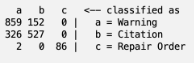 a b c <-- classified as
859 152 0 | a = Warning
326 527 0 | b = Citation
2 0 86 | c = Repair Order